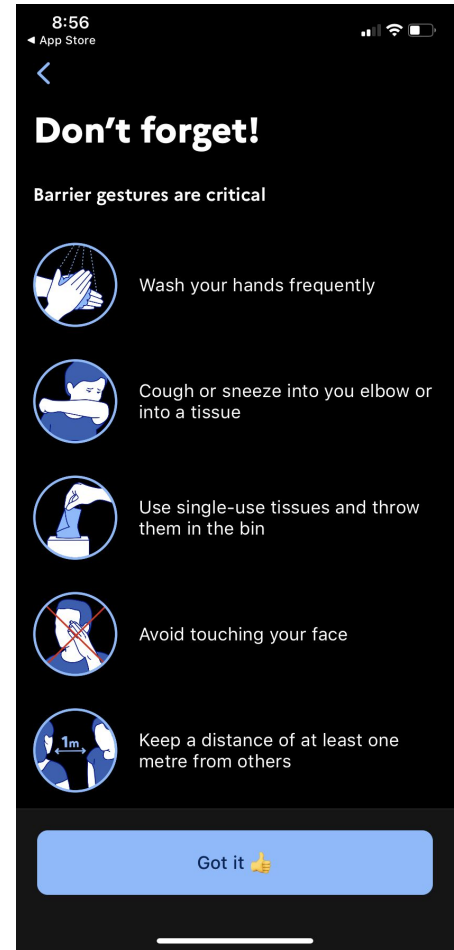 8:56
◄ App Store
Don't forget!
Barrier gestures are critical
Wash your hands frequently
Cough or sneeze into you elbow or
into a tissue
Use single-use tissues and throw
them in the bin
Avoid touching your face
1m
Keep a distance of at least one
metre from others
Got it 👍